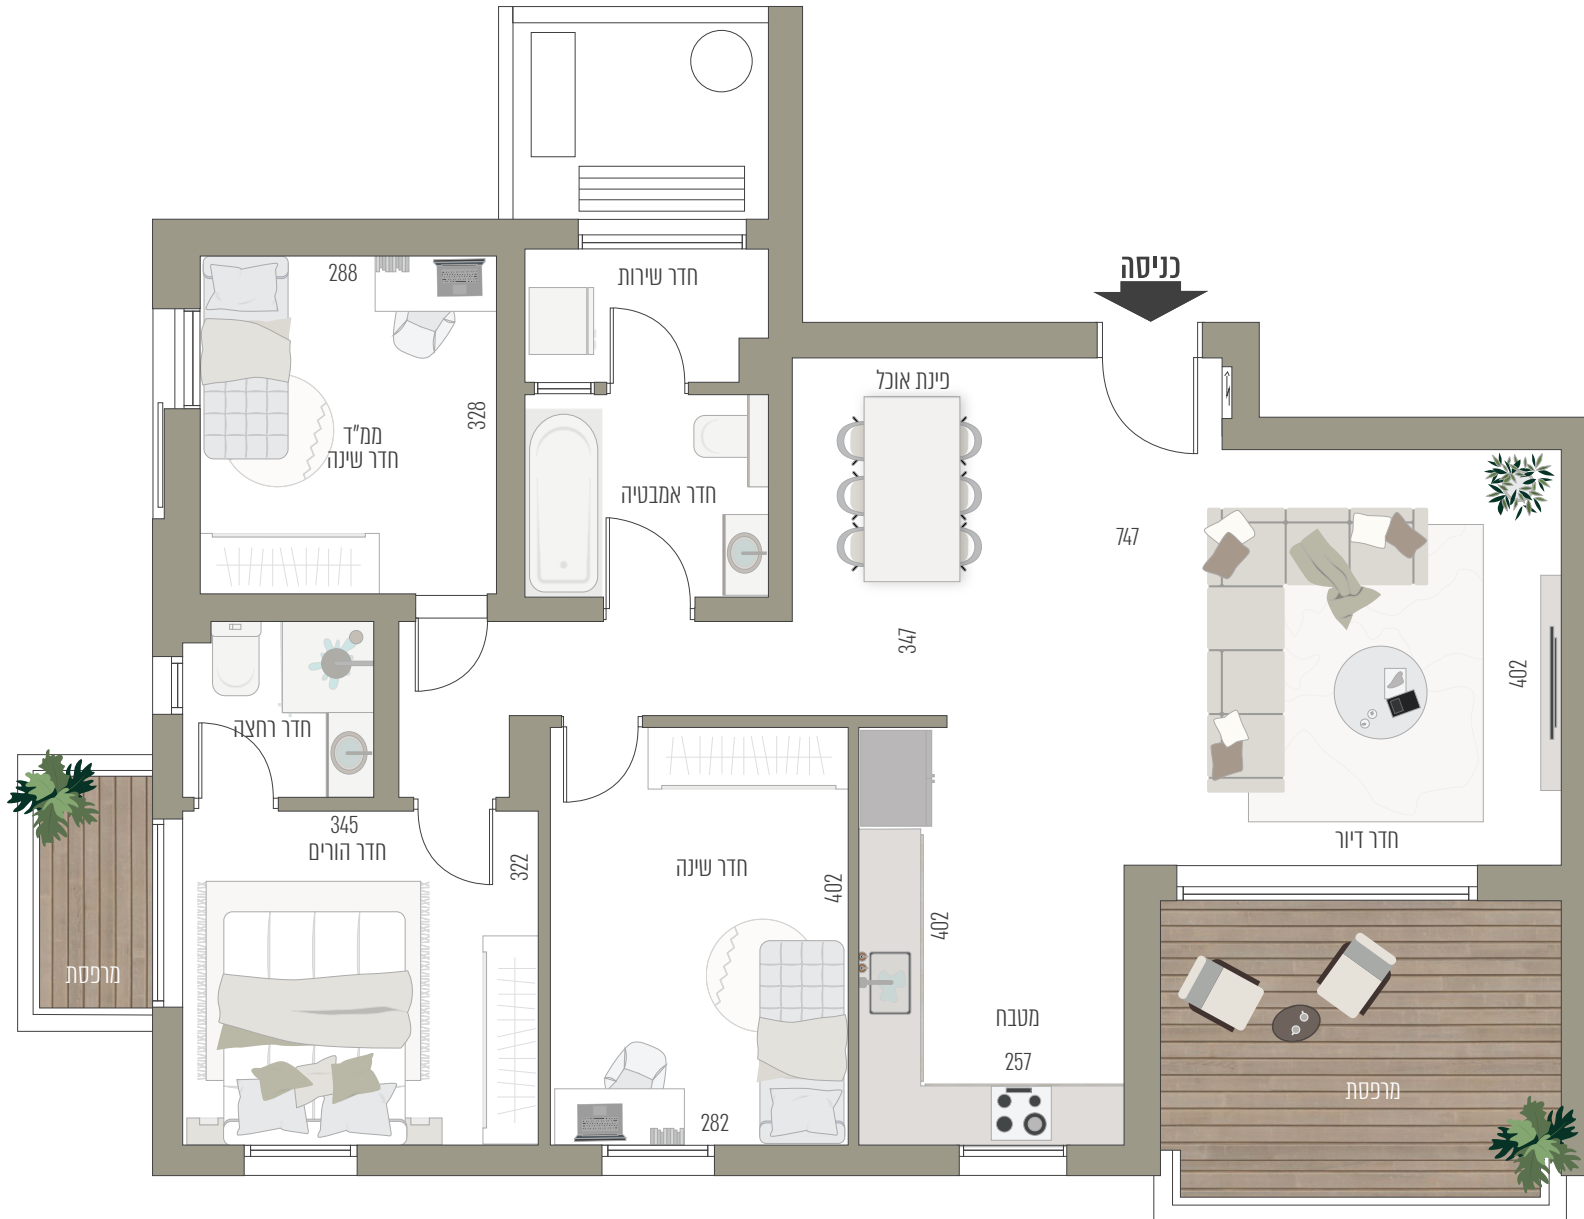 כניסה
חדר שירות
288
פינת אוכל
328
ממ"ד
חדר שינה
חדר אמבטיה
747
347
402
חדר רחצה
345
חדר הורים
322
חדר שינה
402
402
חדר דיור
מרפסת
מטבח
257
282
מרפסת